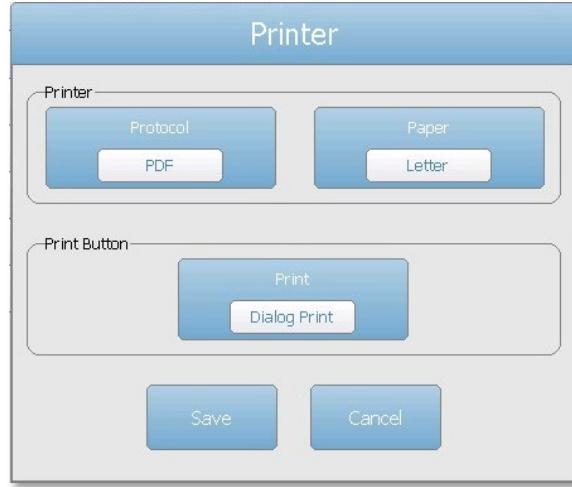 Printer
Printer
Protocol
Paper
PDF
Letter
Print Button
Print
Dialog Print
Save
Cancel